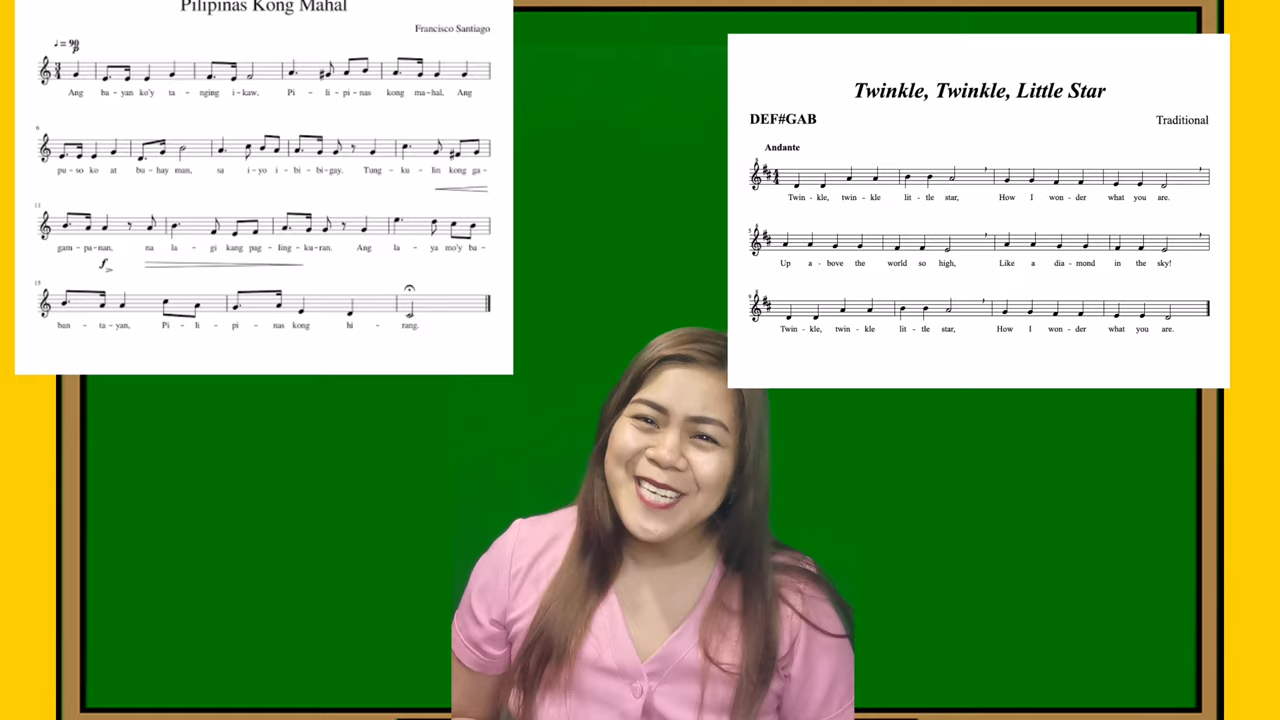 Pilipinas Kong Mahal
Francisco Santiago
♩ = 90
p
Ang ba - yan ko'y ta - nging i - kaw. Pi - li - pi - nas kong ma - hal, Ang
6
pu - so ko at bu - hay man, sa i - yo i - bi - bi - gay. Tung - ku - lin kong ga -
11
gam - pa - nan, na la - gi kang pag - ling - ku - ran. Ang la - ya mo'y ba -
f
15
ban - ta - yan, Pi - li - pi - nas kong hi - rang.
Twinkle, Twinkle, Little Star
DEF#GAB
Traditional
Andante
Twin - kle, twin - kle lit - tle star, How I won - der what you are.
Up a - bove the world so high, Like a dia - mond in the sky!
Twin - kle, twin - kle lit - tle star, How I won - der what you are.